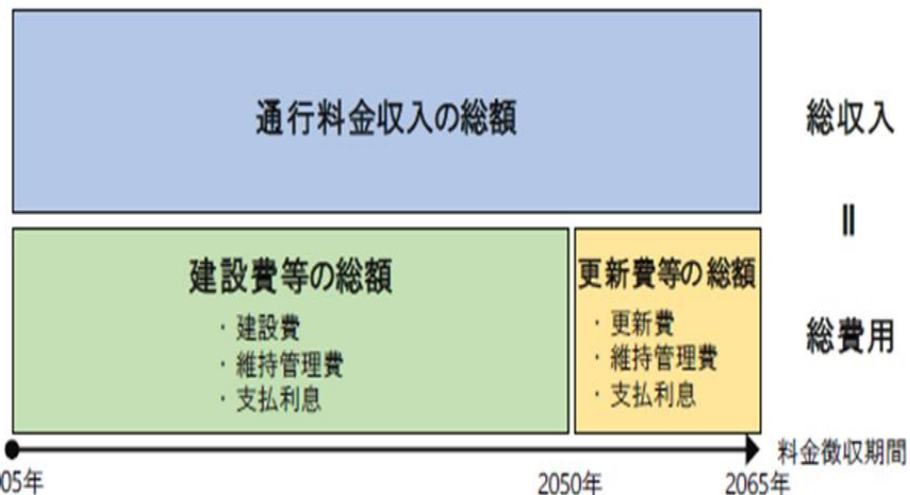 通行料金収入の総額
総収入
=
建設費等の総額
・建設費
・維持管理費
・支払利息
更新費等の総額
・更新費
・維持管理費
・支払利息
総費用
料金徴収期間
05年
2050年
2065年